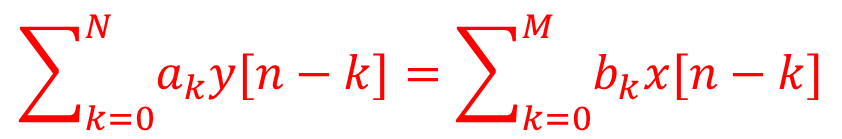 ∑_{k=0}^{N} a_k y[n − k] = ∑_{k=0}^{M} b_k x[n − k]